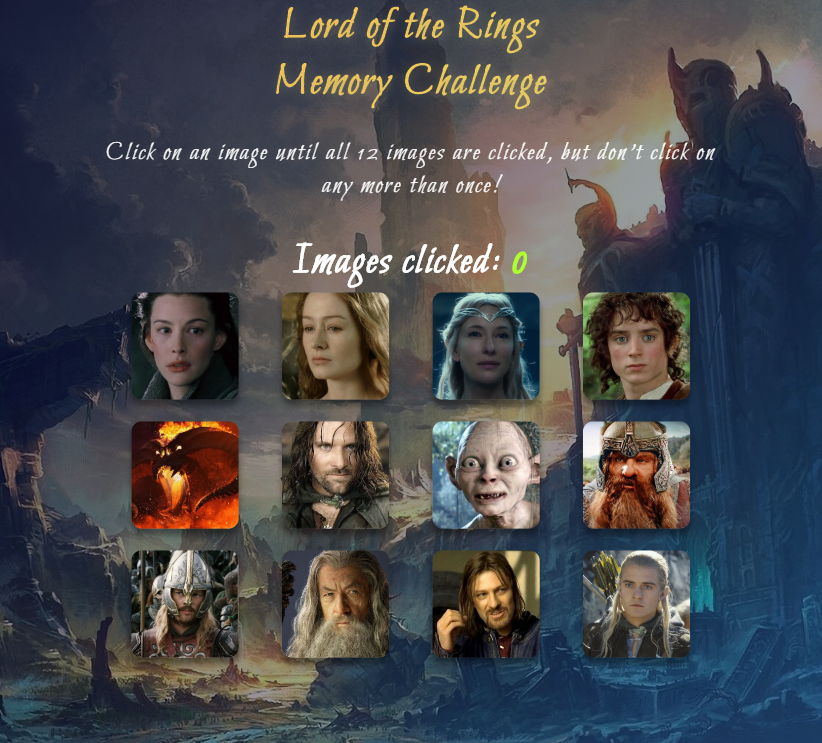 Lord of the Rings
Memory Challenge
Click on an image until all 12 images are clicked, but don't click on
any more than once!
Images clicked: 0